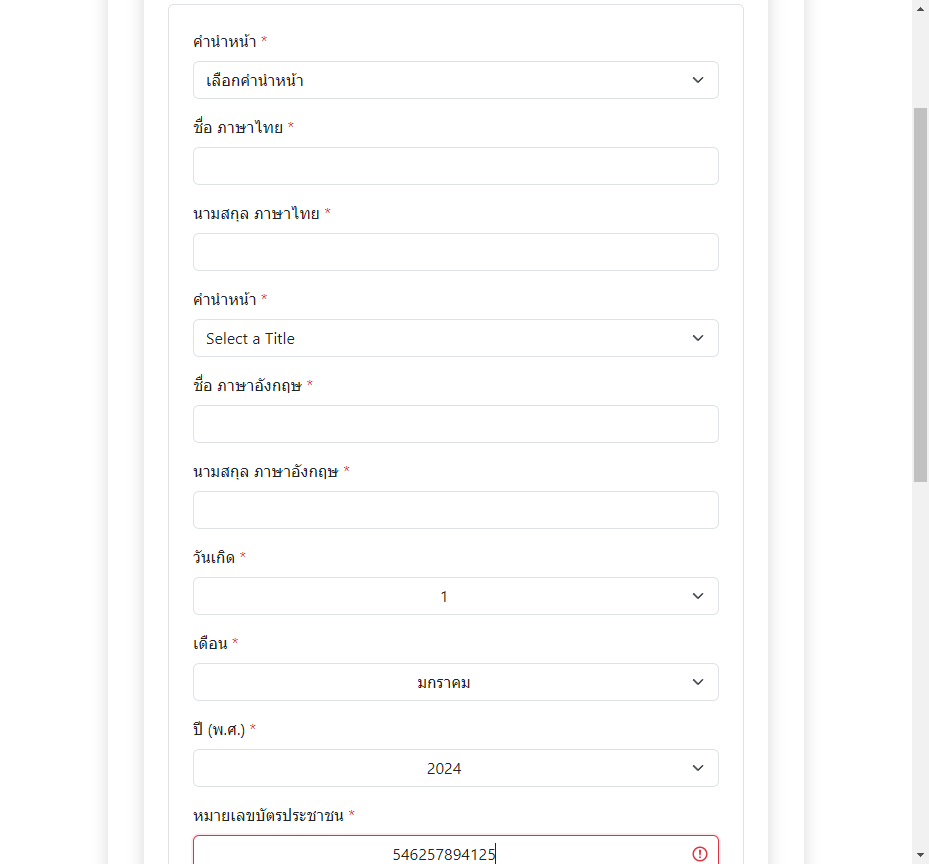 คำนำหน้า *
เลือกคำนำหน้า
ชื่อ ภาษาไทย *
นามสกุล ภาษาไทย *
คำนำหน้า *
Select a Title
ชื่อ ภาษาอังกฤษ *
นามสกุล ภาษาอังกฤษ *
วันเกิด *
1
เดือน *
มกราคม
ปี (พ.ศ.) *
2024
หมายเลขบัตรประชาชน *
546257894125